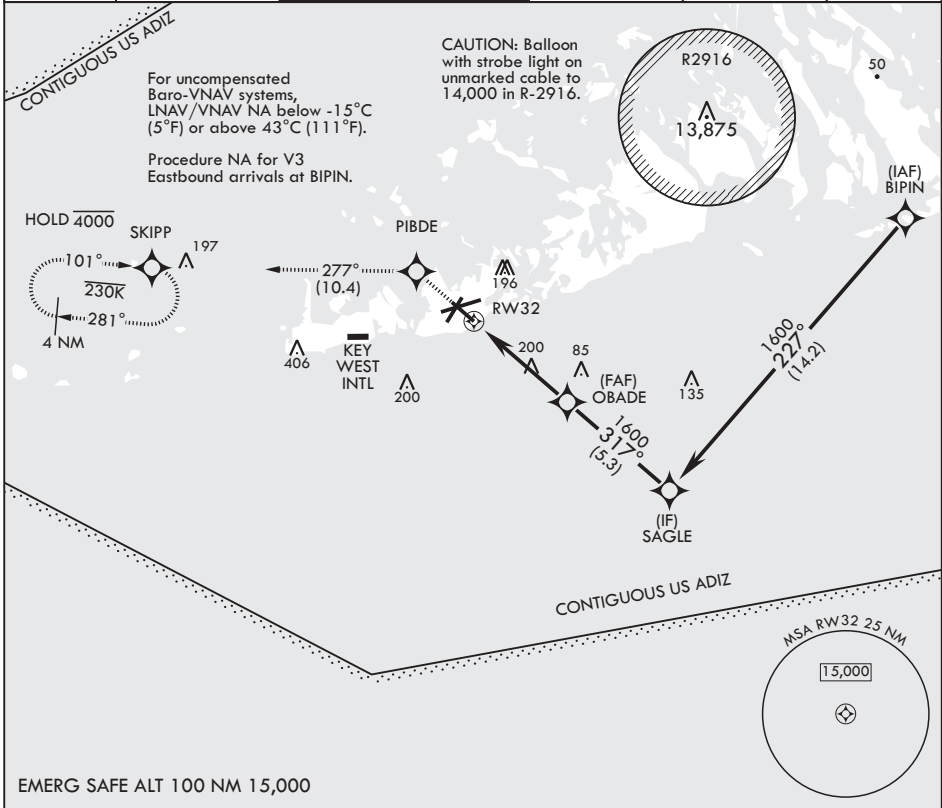 CONTIGUOUS US ADIZ
For uncompensated
Baro-VNAV systems,
LNAV/VNAV NA below -15°C
(5°F) or above 43°C (111°F).
Procedure NA for V3
Eastbound arrivals at BIPIN.
CAUTION: Balloon
with strobe light on
unmarked cable to
14,000 in R-2916.
R2916
13,875
50
(IAF)
BIPIN
HOLD 4000
SKIPP
197
101°
230K
281°
4 NM
PIBDE
277°
(10.4)
196
RW32
406
KEY
WEST
INTL
200
200
85
(FAF)
OBADE
135
1600
227°
(14.2)
1600
317°
(5.3)
(IF)
SAGLE
CONTIGUOUS US ADIZ
MSA RW32 25 NM
15,000
EMERG SAFE ALT 100 NM 15,000